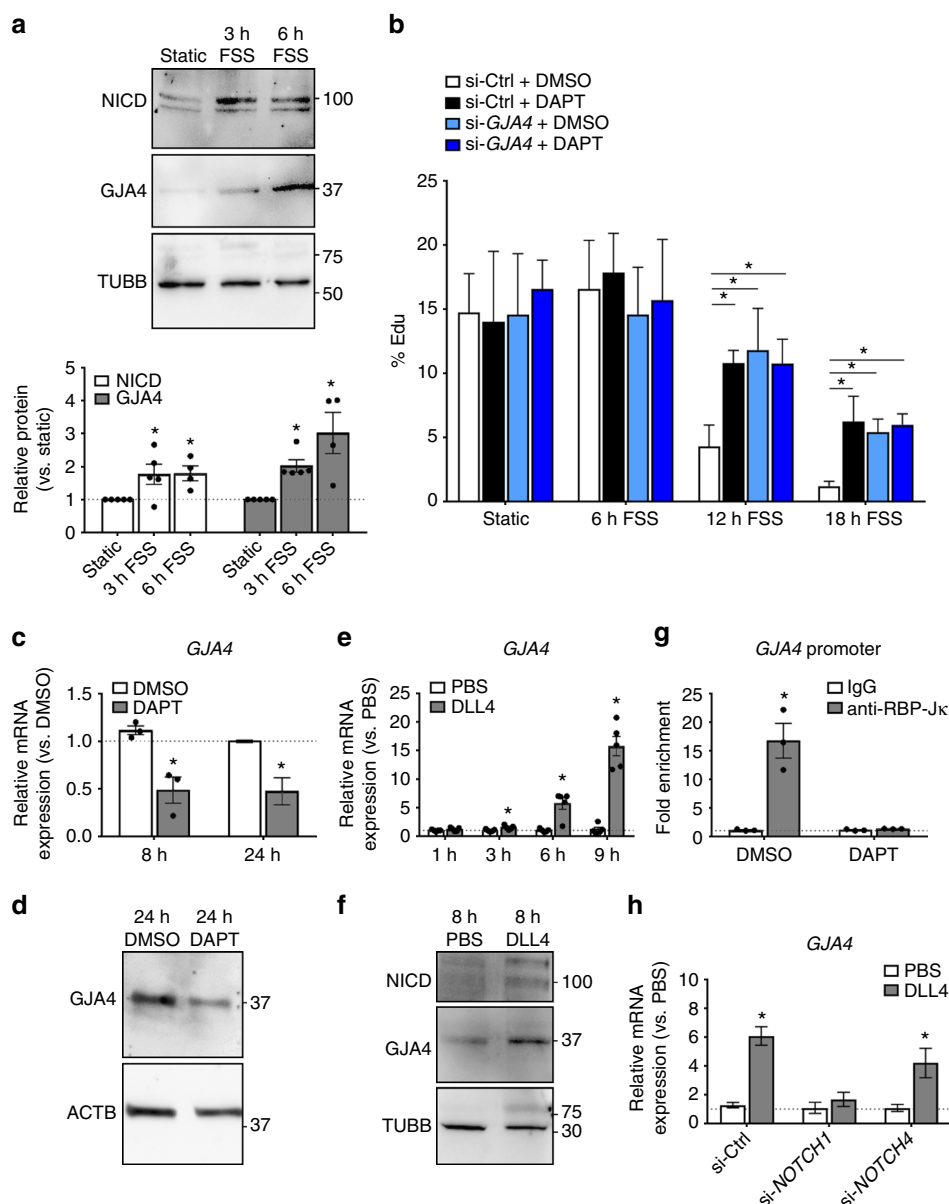 a
Static
3 h
FSS
6 h
FSS
NICD
100
GJA4
37
TUBB
75
50
Relative protein
(vs. static)
5
4
3
2
1
0
NICD
GJA4
* * * *
Static
3 h FSS
6 h FSS
Static
3 h FSS
6 h FSS
b
si-Ctrl + DMSO
si-Ctrl + DAPT
si-GJA4 + DMSO
si-GJA4 + DAPT
% Edu
25
20
15
10
5
0
*
*
*
*
*
*
Static 6 h FSS 12 h FSS 18 h FSS
c
GJA4
Relative mRNA
expression (vs. DMSO)
1.5
1.0
0.5
0.0
DMSO
DAPT
* *
8 h 24 h
e
GJA4
Relative mRNA
expression (vs. PBS)
25
20
15
10
5
0
PBS
DLL4
* * *
1 h 3 h 6 h 9 h
g
GJA4 promoter
Fold enrichment
25
20
15
10
5
0
IgG
anti-RBP-Jκ
*
DMSO DAPT
d
24 h
DMSO
24 h
DAPT
GJA4
37
ACTB
37
f
8 h
PBS
8 h
DLL4
NICD
100
GJA4
37
TUBB
75
30
h
GJA4
Relative mRNA
expression (vs. PBS)
10
8
6
4
2
0
PBS
DLL4
* *
si-Ctrl
si-NOTCH1
si-NOTCH4